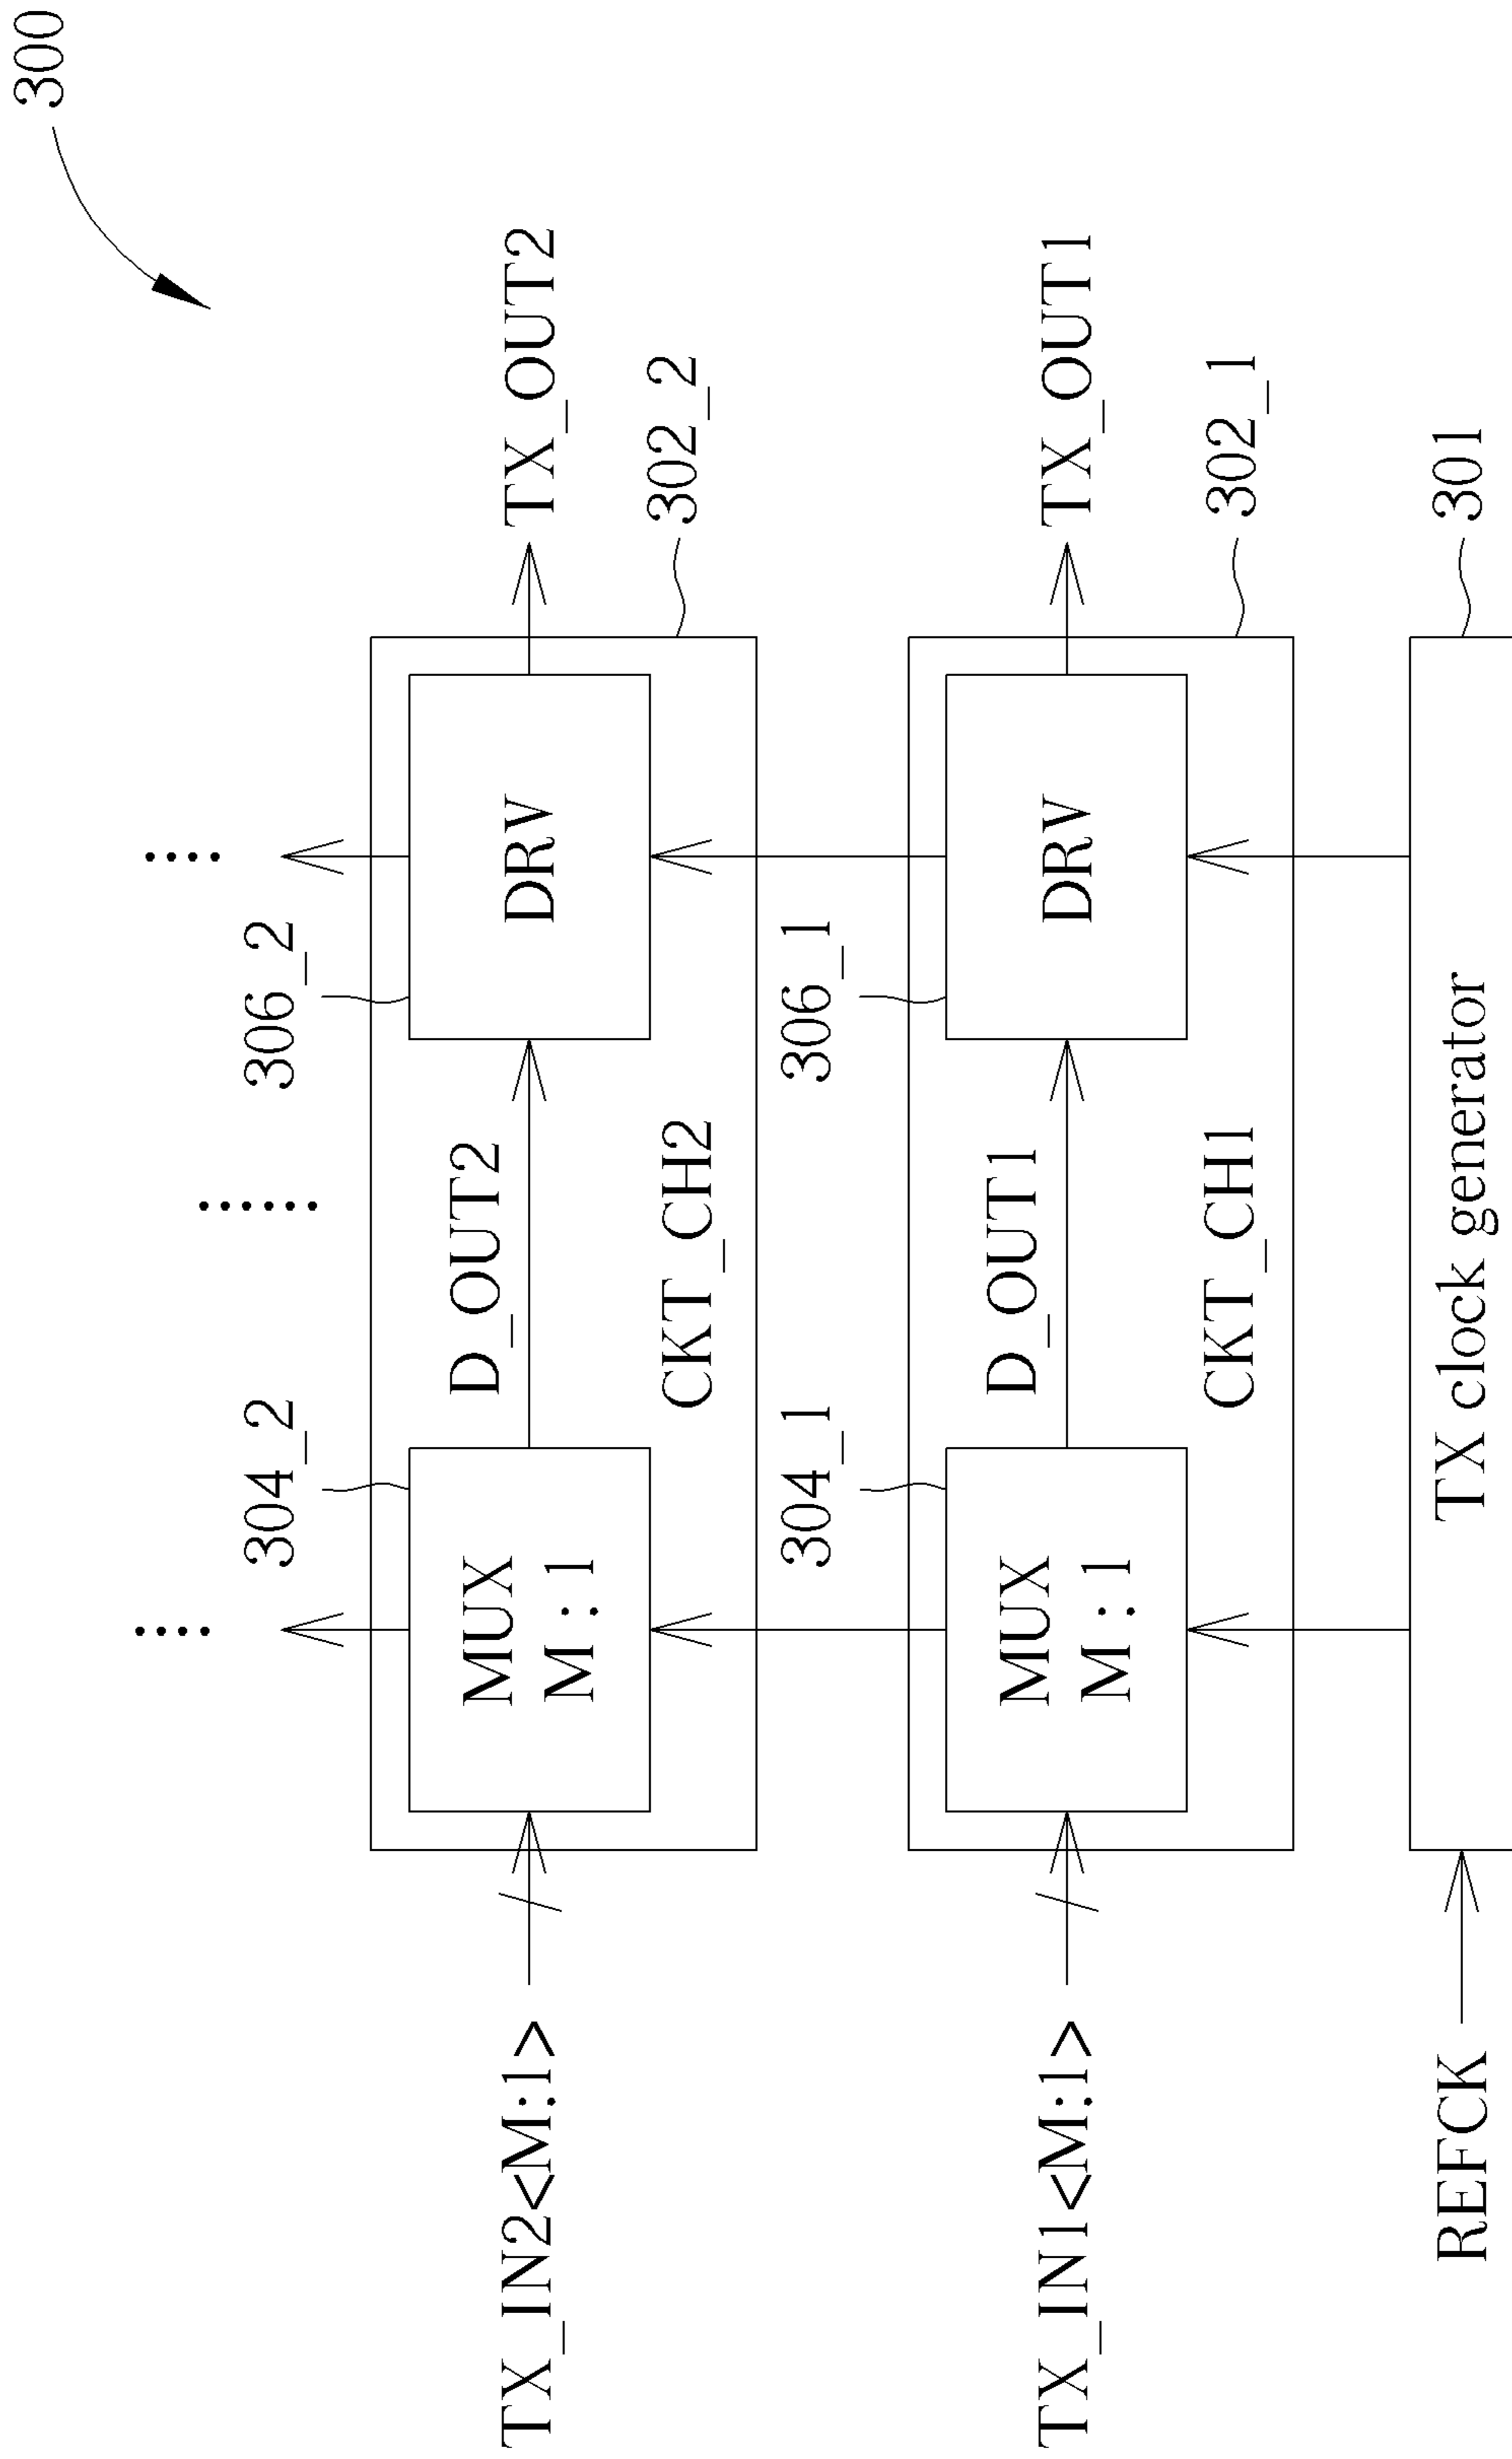 300
306_2
304_2
TX_IN2<M:1>
MUX
M : 1
D_OUT2
DRV
TX_OUT2
CKT_CH2
302_2
306_1
304_1
TX_IN1<M:1>
MUX
M : 1
D_OUT1
DRV
TX_OUT1
CKT_CH1
302_1
REFCK
TX clock generator
301